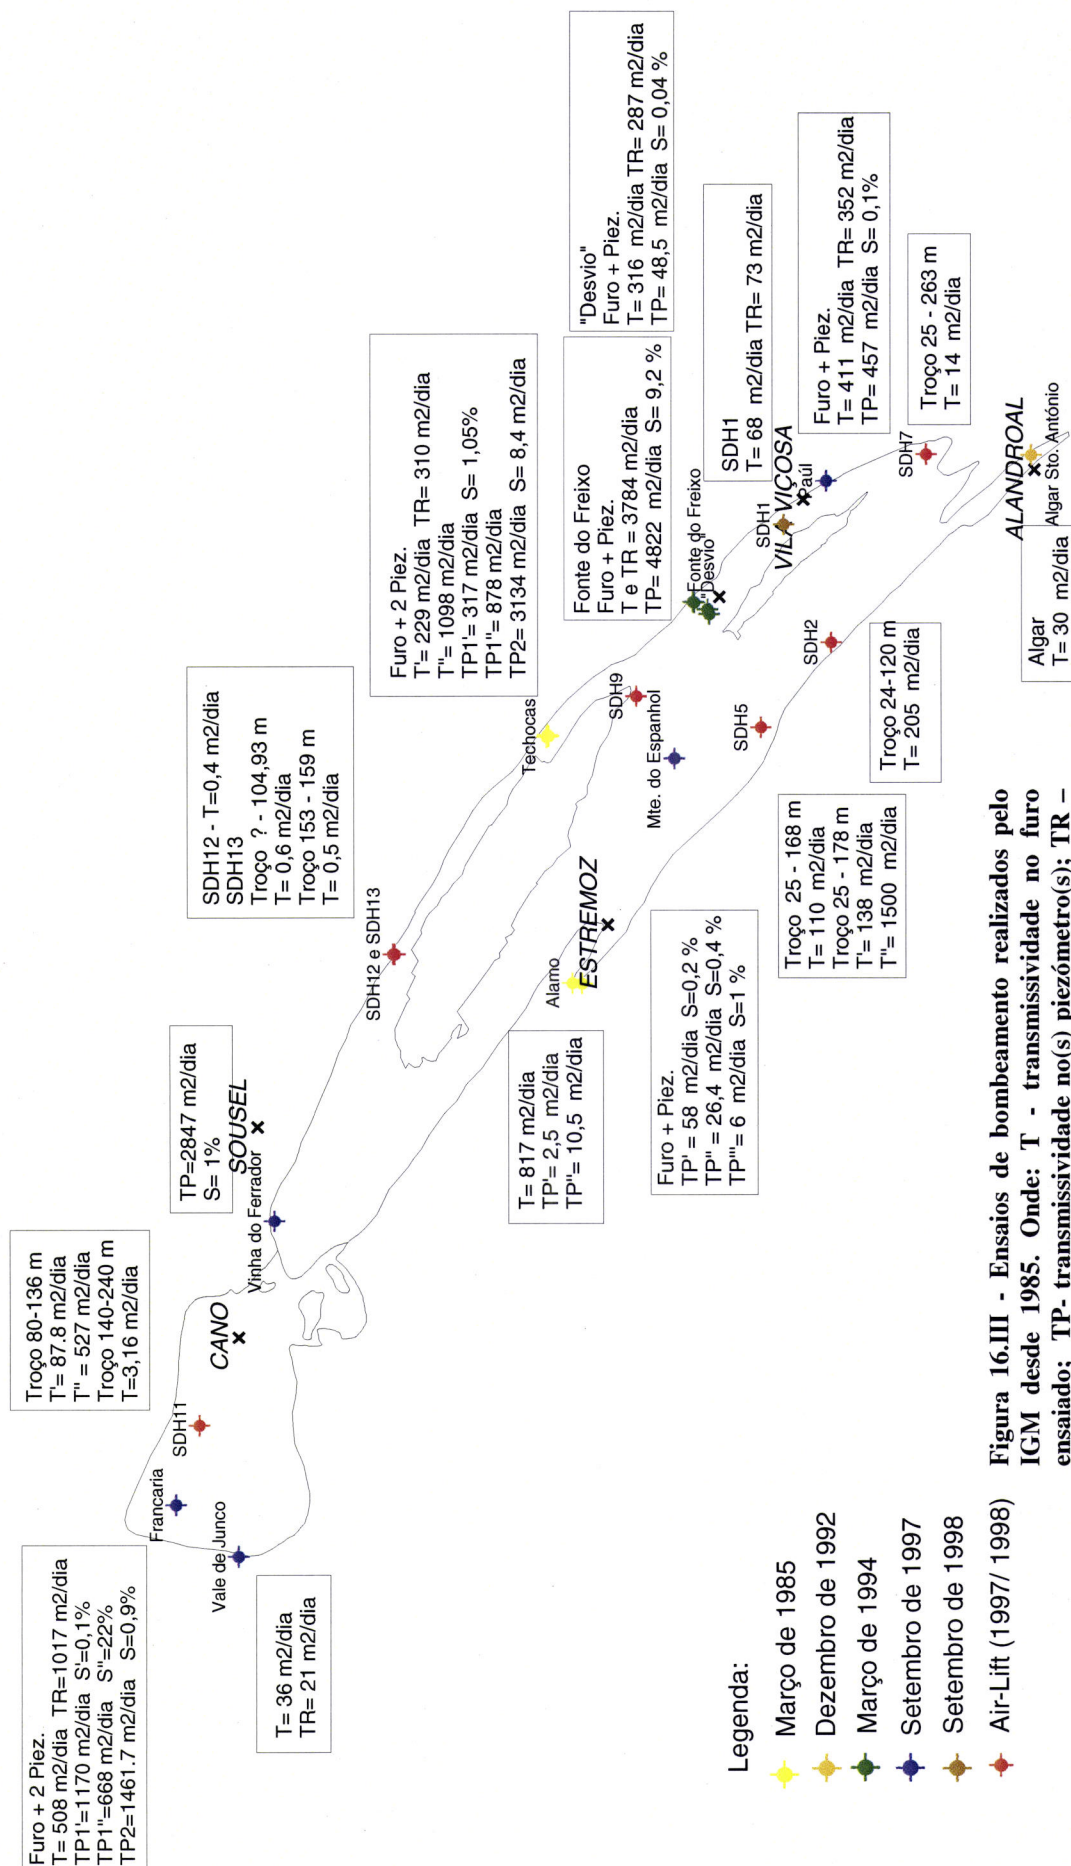 Furo + 2 Piez.
T= 508 m2/dia TR=1017 m2/dia
TP1'=1170 m2/dia S'=0,1%
TP1"=668 m2/dia S"=22%
TP2=1461.7 m2/dia S=0,9%
Francaria
Vale de Junco
T= 36 m2/dia
TR= 21 m2/dia
Troço 80-136 m
T'= 87.8 m2/dia
T" = 527 m2/dia
Troço 140-240 m
T=3,16 m2/dia
SDH11
CANO
TP=2847 m2/dia
S= 1%
SOUSEL
Vinha do Ferrador
SDH12 - T=0,4 m2/dia
SDH13
Troço ? - 104,93 m
T= 0,6 m2/dia
Troço 153 - 159 m
T= 0,5 m2/dia
SDH12 e SDH13
Alamo
ESTREMOZ
T= 817 m2/dia
TP'= 2,5 m2/dia
TP"= 10,5 m2/dia
Furo + Piez.
TP'= 58 m2/dia S=0,2 %
TP" = 26,4 m2/dia S=0,4 %
TP'''= 6 m2/dia S=1 %
Furo + 2 Piez.
T'= 229 m2/dia TR= 310 m2/dia
T"= 1098 m2/dia
TP1'= 317 m2/dia S= 1,05%
TP1"= 878 m2/dia
TP2= 3134 m2/dia S= 8,4 m2/dia
Techocas
SDH9
Mte. do Espanhol
SDH5
Troço 25 - 168 m
T= 110 m2/dia
Troço 25 - 178 m
T'= 138 m2/dia
T"= 1500 m2/dia
"Desvio"
Furo + Piez.
T= 316 m2/dia TR= 287 m2/dia
TP= 48,5 m2/dia S= 0,04 %
Fonte do Freixo
Furo + Piez.
T e TR = 3784 m2/dia
TP= 4822 m2/dia S= 9,2 %
Fonte do Freixo
"Desvio"
SDH2
Troço 24-120 m
T= 205 m2/dia
SDH1
T= 68 m2/dia TR= 73 m2/dia
SDH1
VILA VIÇOSA
Paúl
Furo + Piez.
T= 411 m2/dia TR= 352 m2/dia
TP= 457 m2/dia S= 0,1%
SDH7
Troço 25 - 263 m
T= 14 m2/dia
ALANDROAL
Algar Sto. António
Algar
T= 30 m2/dia
Legenda:
Março de 1985
Dezembro de 1992
Março de 1994
Setembro de 1997
Setembro de 1998
Air-Lift (1997/ 1998)
Figura 16.III - Ensaios de bombeamento realizados pelo
IGM desde 1985. Onde: T - transmissividade no furo
ensaiado; TP- transmissividade no(s) piezómetro(s); TR –